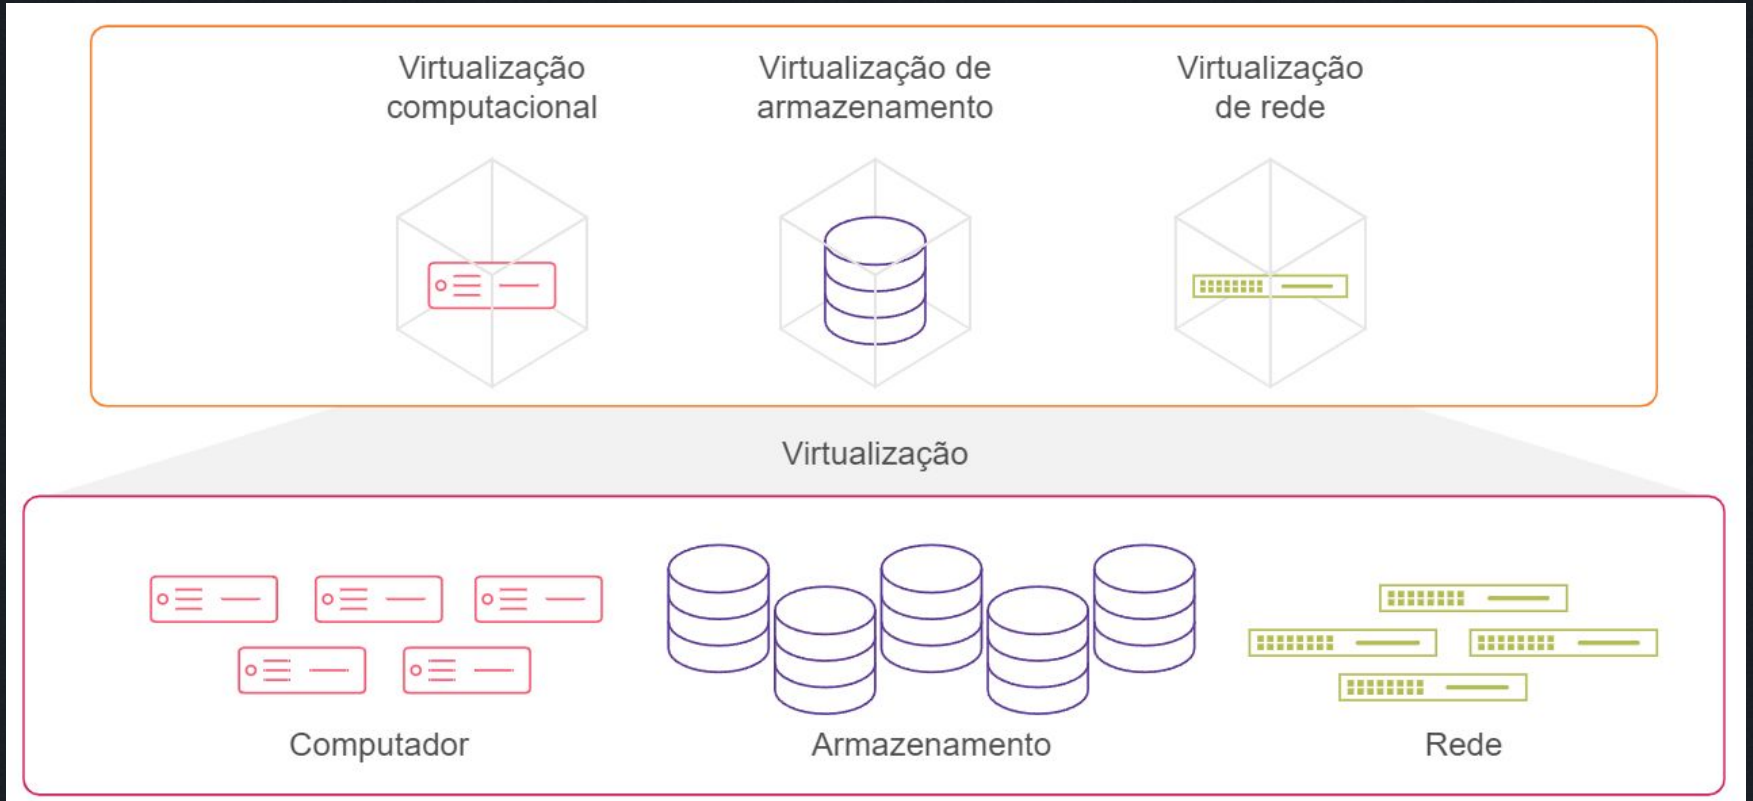 Virtualização
computacional
Virtualização de
armazenamento
Virtualização
de rede
Virtualização
Computador
Armazenamento
Rede